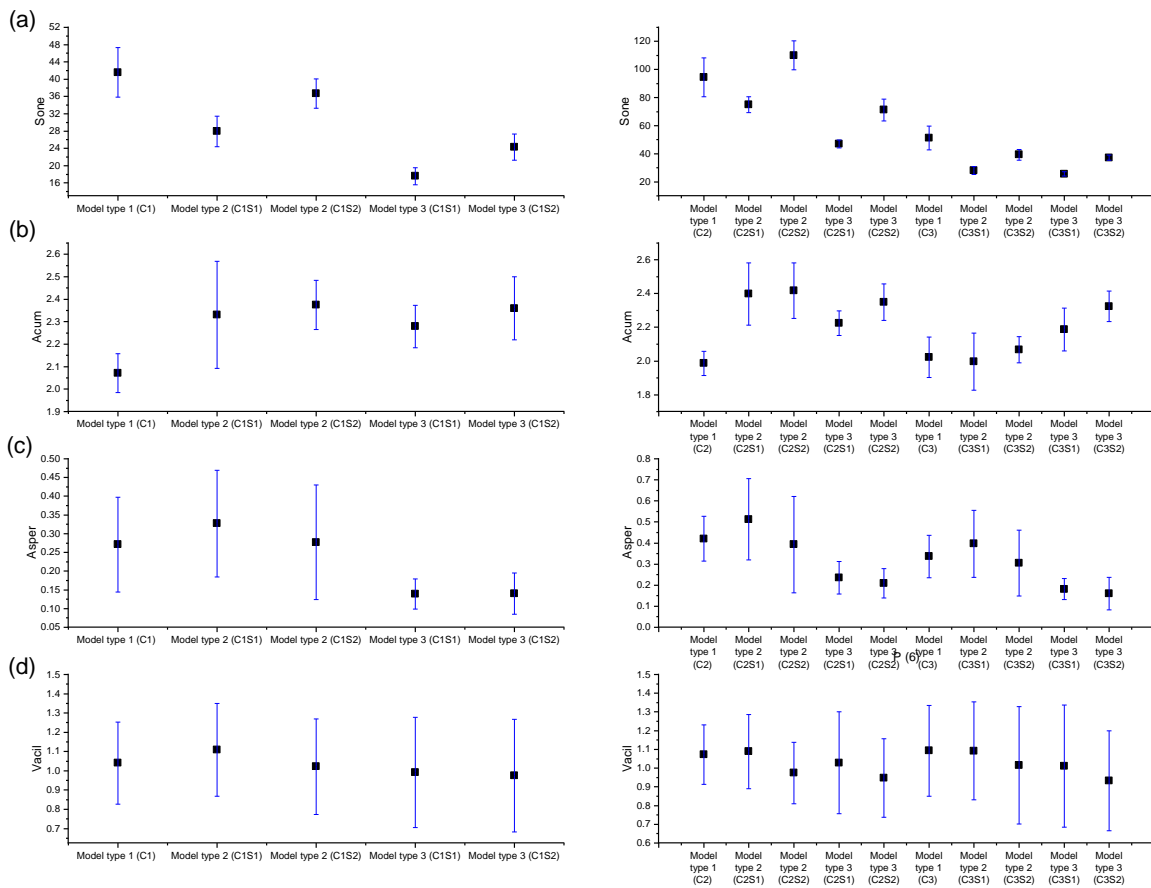 (a)
52
48
44
40
36
32
28
24
20
16
Sone
Model type 1 (C1) Model type 2 (C1S1) Model type 2 (C1S2) Model type 3 (C1S1) Model type 3 (C1S2)
120
100
80
60
40
20
Sone
Model Model Model Model Model Model Model Model Model Model
type 1 type 2 type 2 type 3 type 3 type 1 type 2 type 2 type 3 type 3
(C2) (C2S1) (C2S2) (C2S1) (C2S2) (C3) (C3S1) (C3S2) (C3S1) (C3S2)
(b)
2.6
2.5
2.4
2.3
2.2
2.1
2.0
1.9
Acum
Model type 1 (C1) Model type 2 (C1S1) Model type 2 (C1S2) Model type 3 (C1S1) Model type 3 (C1S2)
2.6
2.4
2.2
2.0
1.8
Acum
Model Model Model Model Model Model Model Model Model Model
type 1 type 2 type 2 type 3 type 3 type 1 type 2 type 2 type 3 type 3
(C2) (C2S1) (C2S2) (C2S1) (C2S2) (C3) (C3S1) (C3S2) (C3S1) (C3S2)
(c)
0.50
0.45
0.40
0.35
0.30
0.25
0.20
0.15
0.10
0.05
Asper
Model type 1 (C1) Model type 2 (C1S1) Model type 2 (C1S2) Model type 3 (C1S1) Model type 3 (C1S2)
0.8
0.7
0.6
0.5
0.4
0.3
0.2
0.1
0.0
Asper
Model Model Model Model Model Model Model Model Model Model
type 1 type 2 type 2 type 3 type 3 type 1 type 2 type 2 type 3 type 3
(C2) (C2S1) (C2S2) (C2S1) (C2S2) (C3) (C3S1) (C3S2) (C3S1) (C3S2)
P (6)
(d)
1.5
1.4
1.3
1.2
1.1
1.0
0.9
0.8
0.7
Vacil
Model type 1 (C1) Model type 2 (C1S1) Model type 2 (C1S2) Model type 3 (C1S1) Model type 3 (C1S2)
1.5
1.4
1.3
1.2
1.1
1.0
0.9
0.8
0.7
0.6
Vacil
Model Model Model Model Model Model Model Model Model Model
type 1 type 2 type 2 type 3 type 3 type 1 type 2 type 2 type 3 type 3
(C2) (C2S1) (C2S2) (C2S1) (C2S2) (C3) (C3S1) (C3S2) (C3S1) (C3S2)